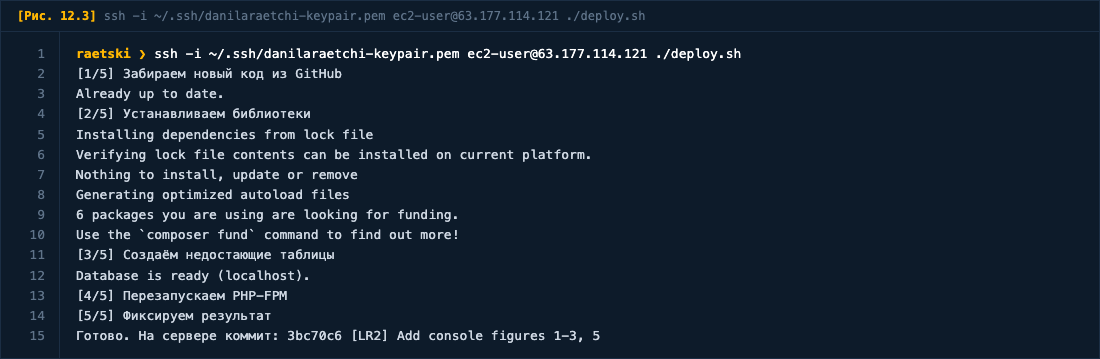 [Рис. 12.3] ssh -i ~/.ssh/danilaraetchi-keypair.pem ec2-user@63.177.114.121 ./deploy.sh
1 raetski ❯ ssh -i ~/.ssh/danilaraetchi-keypair.pem ec2-user@63.177.114.121 ./deploy.sh
2 [1/5] Забираем новый код из GitHub
3 Already up to date.
4 [2/5] Устанавливаем библиотеки
5 Installing dependencies from lock file
6 Verifying lock file contents can be installed on current platform.
7 Nothing to install, update or remove
8 Generating optimized autoload files
9 6 packages you are using are looking for funding.
10 Use the `composer fund` command to find out more!
11 [3/5] Создаём недостающие таблицы
12 Database is ready (localhost).
13 [4/5] Перезапускаем PHP-FPM
14 [5/5] Фиксируем результат
15 Готово. На сервере коммит: 3bc70c6 [LR2] Add console figures 1-3, 5